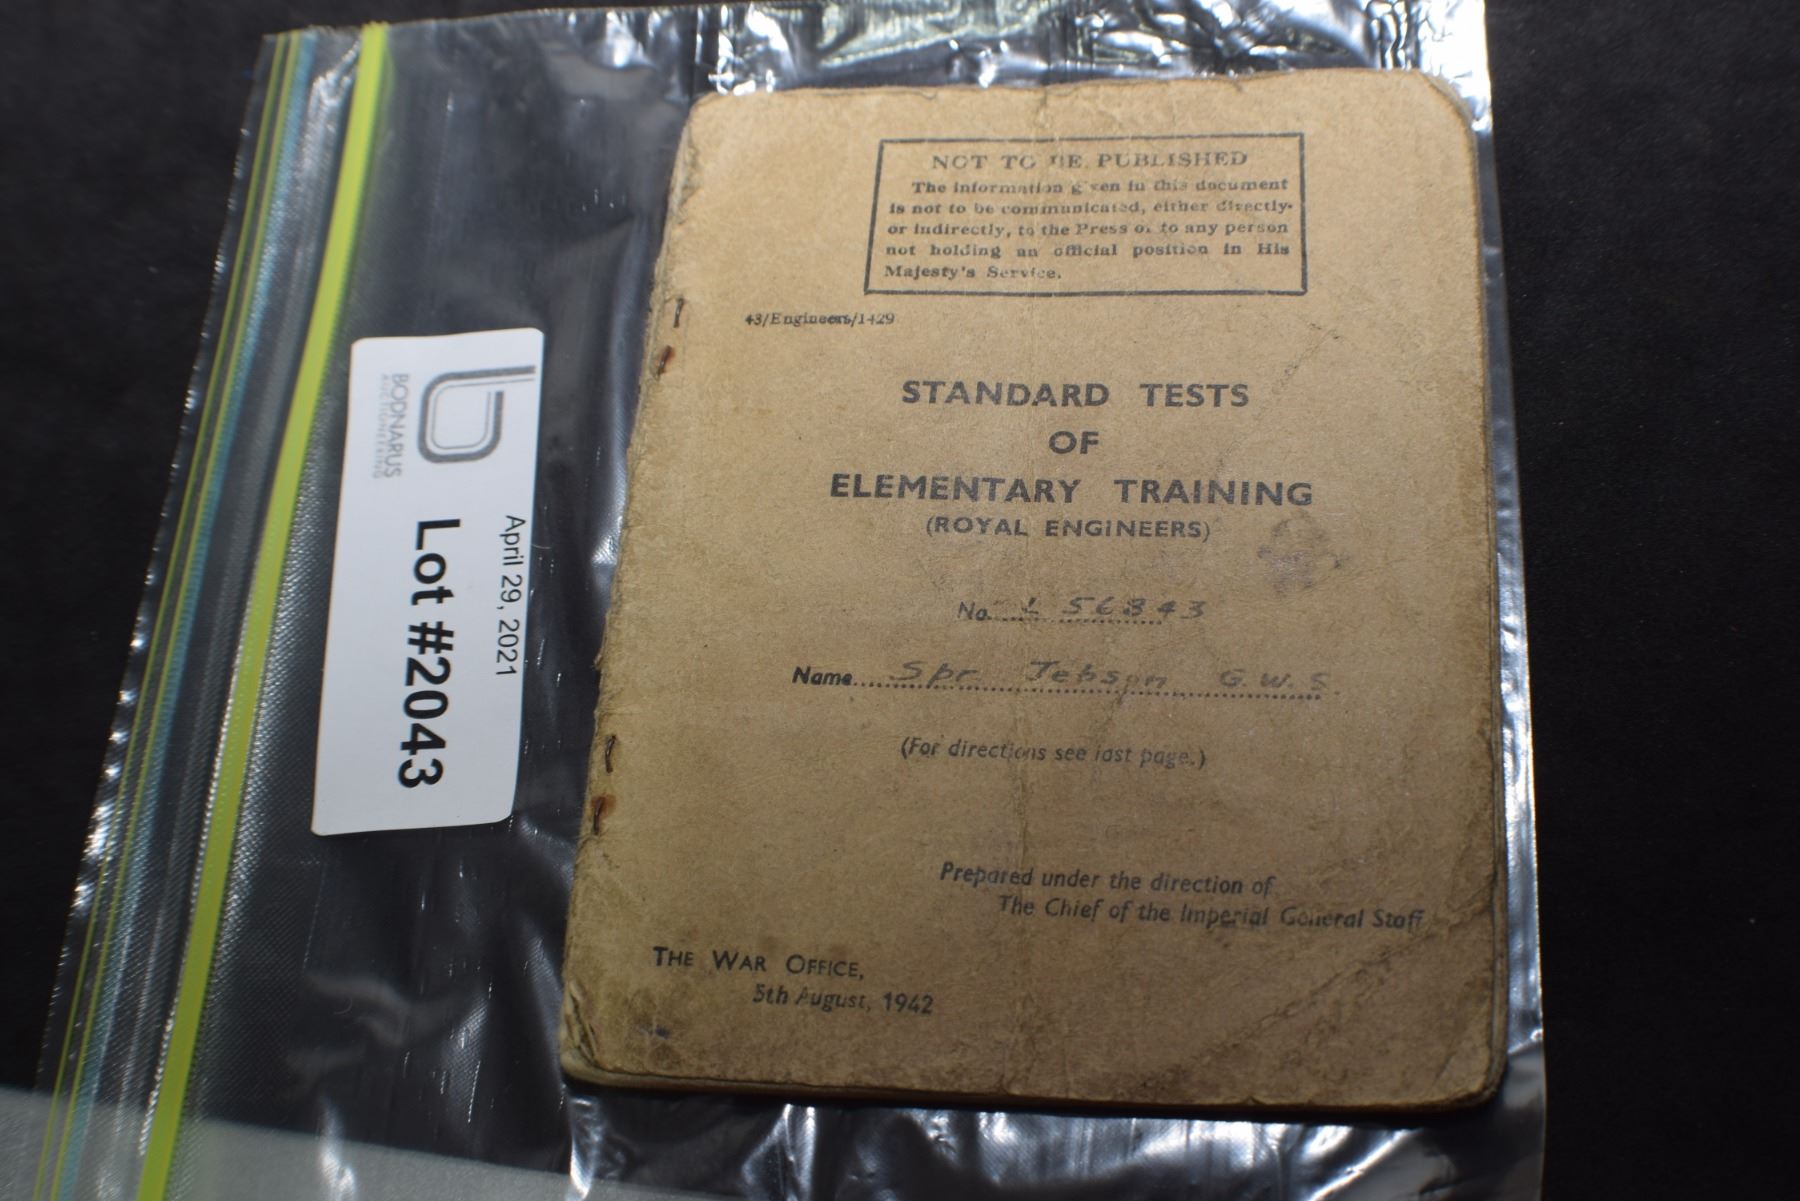 NOT TO BE PUBLISHED
The information given in this document
is not to be communicated, either directly
or indirectly, to the Press or to any person
not holding an official position in His
Majesty's Service.
43/Engineers/1429
STANDARD TESTS
OF
ELEMENTARY TRAINING
(ROYAL ENGINEERS)
No. L 56843
Name Spr Jebson G.W.S.
(For directions see last page.)
Prepared under the direction of
The Chief of the Imperial General Staff
THE WAR OFFICE,
5th August, 1942
BODNARUS
AUCTIONEERING
April 29, 2021
Lot #2043